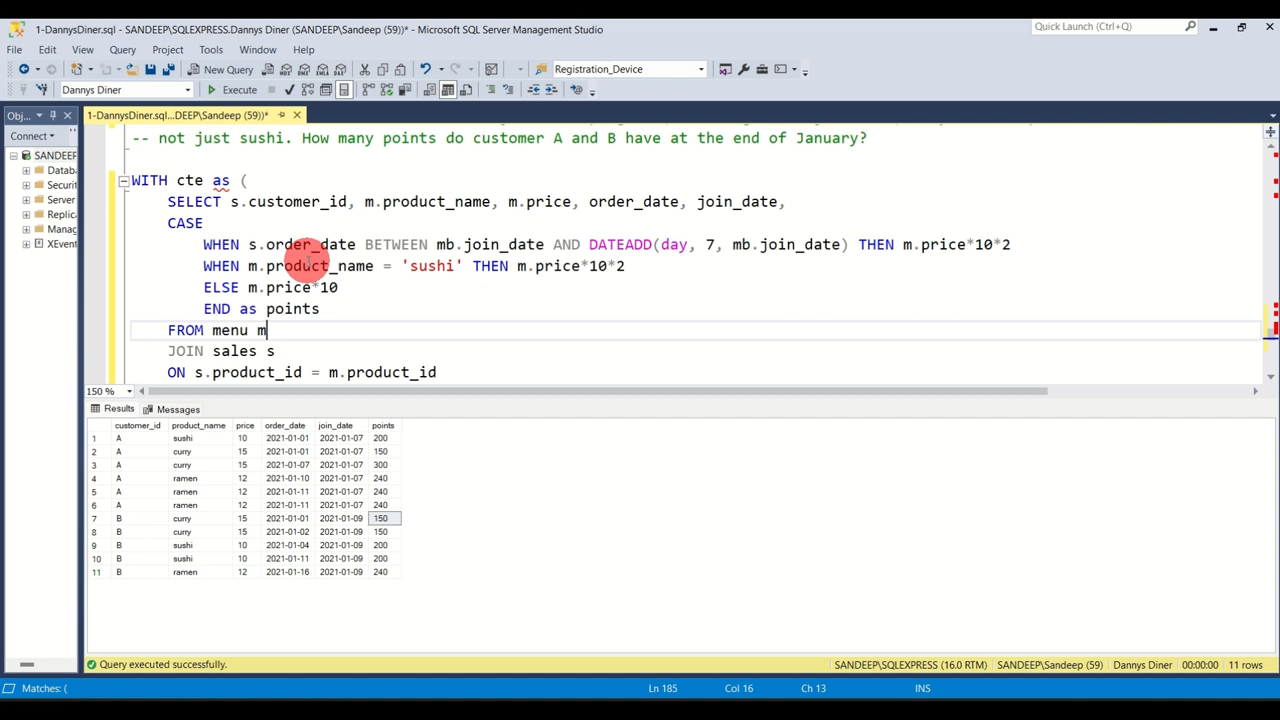 1-DannysDiner.sql - SANDEEP\SQLEXPRESS.Dannys Diner (SANDEEP\Sandeep (59))* - Microsoft SQL Server Management Studio
Quick Launch (Ctrl+Q)
File Edit View Query Project Tools Window Help
New Query Registration_Device
Dannys Diner Execute
Obj... 1-DannysDiner.sql...DEEP\Sandeep (59))*
Connect
SANDEEP
Datab
Securit
Server
Replic
Manag
XEvent
-- not just sushi. How many points do customer A and B have at the end of January?
WITH cte as (
SELECT s.customer_id, m.product_name, m.price, order_date, join_date,
CASE
WHEN s.order_date BETWEEN mb.join_date AND DATEADD(day, 7, mb.join_date) THEN m.price*10*2
WHEN m.product_name = 'sushi' THEN m.price*10*2
ELSE m.price*10
END as points
FROM menu m
JOIN sales s
ON s.product_id = m.product_id
150 %
Results Messages
customer_id product_name price order_date join_date points
1 A sushi 10 2021-01-01 2021-01-07 200
2 A curry 15 2021-01-01 2021-01-07 150
3 A curry 15 2021-01-07 2021-01-07 300
4 A ramen 12 2021-01-10 2021-01-07 240
5 A ramen 12 2021-01-11 2021-01-07 240
6 A ramen 12 2021-01-11 2021-01-07 240
7 B curry 15 2021-01-01 2021-01-09 150
8 B curry 15 2021-01-02 2021-01-09 150
9 B sushi 10 2021-01-04 2021-01-09 200
10 B sushi 10 2021-01-11 2021-01-09 200
11 B ramen 12 2021-01-16 2021-01-09 240
Query executed successfully. SANDEEP\SQLEXPRESS (16.0 RTM) SANDEEP\Sandeep (59) Dannys Diner 00:00:00 11 rows
Matches: ( Ln 185 Col 16 Ch 13 INS